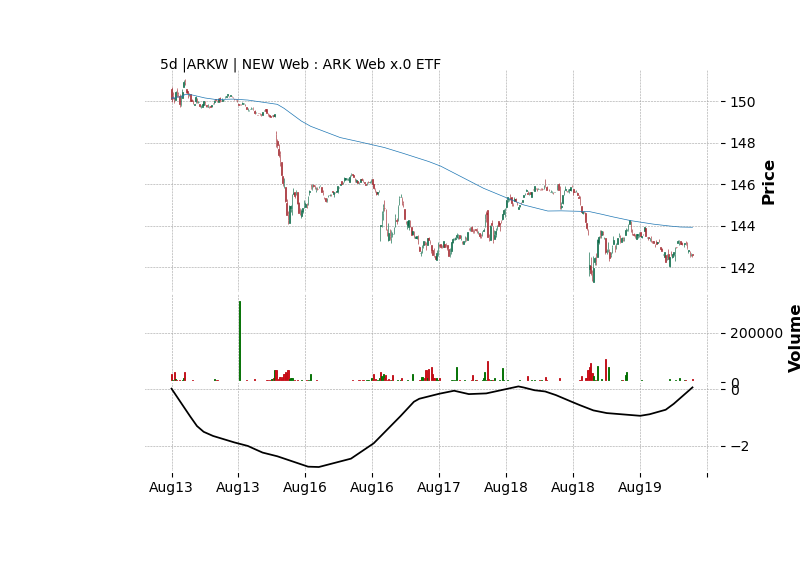 5d |ARKW | NEW Web : ARK Web x.0 ETF
150
148
146
144
142
Price
200000
0
Volume
0
−2
Aug13 Aug13 Aug16 Aug16 Aug17 Aug18 Aug18 Aug19